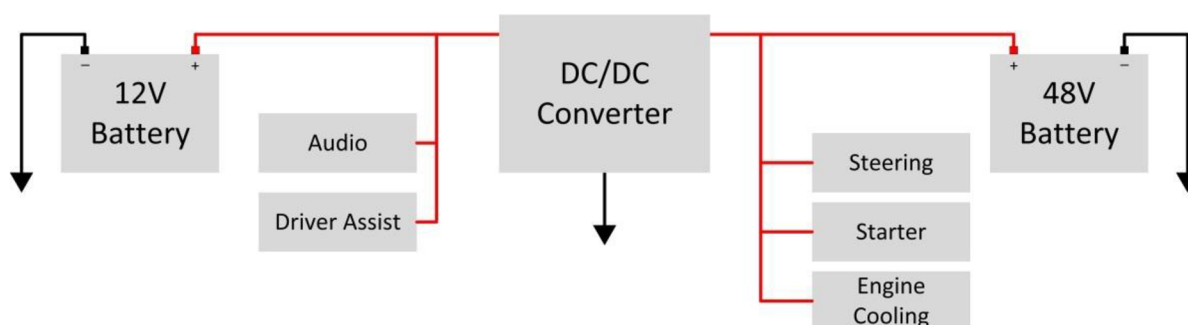 12V
Battery
− +
Audio
Driver Assist
DC/DC
Converter
Steering
Starter
Engine
Cooling
48V
Battery
+ −